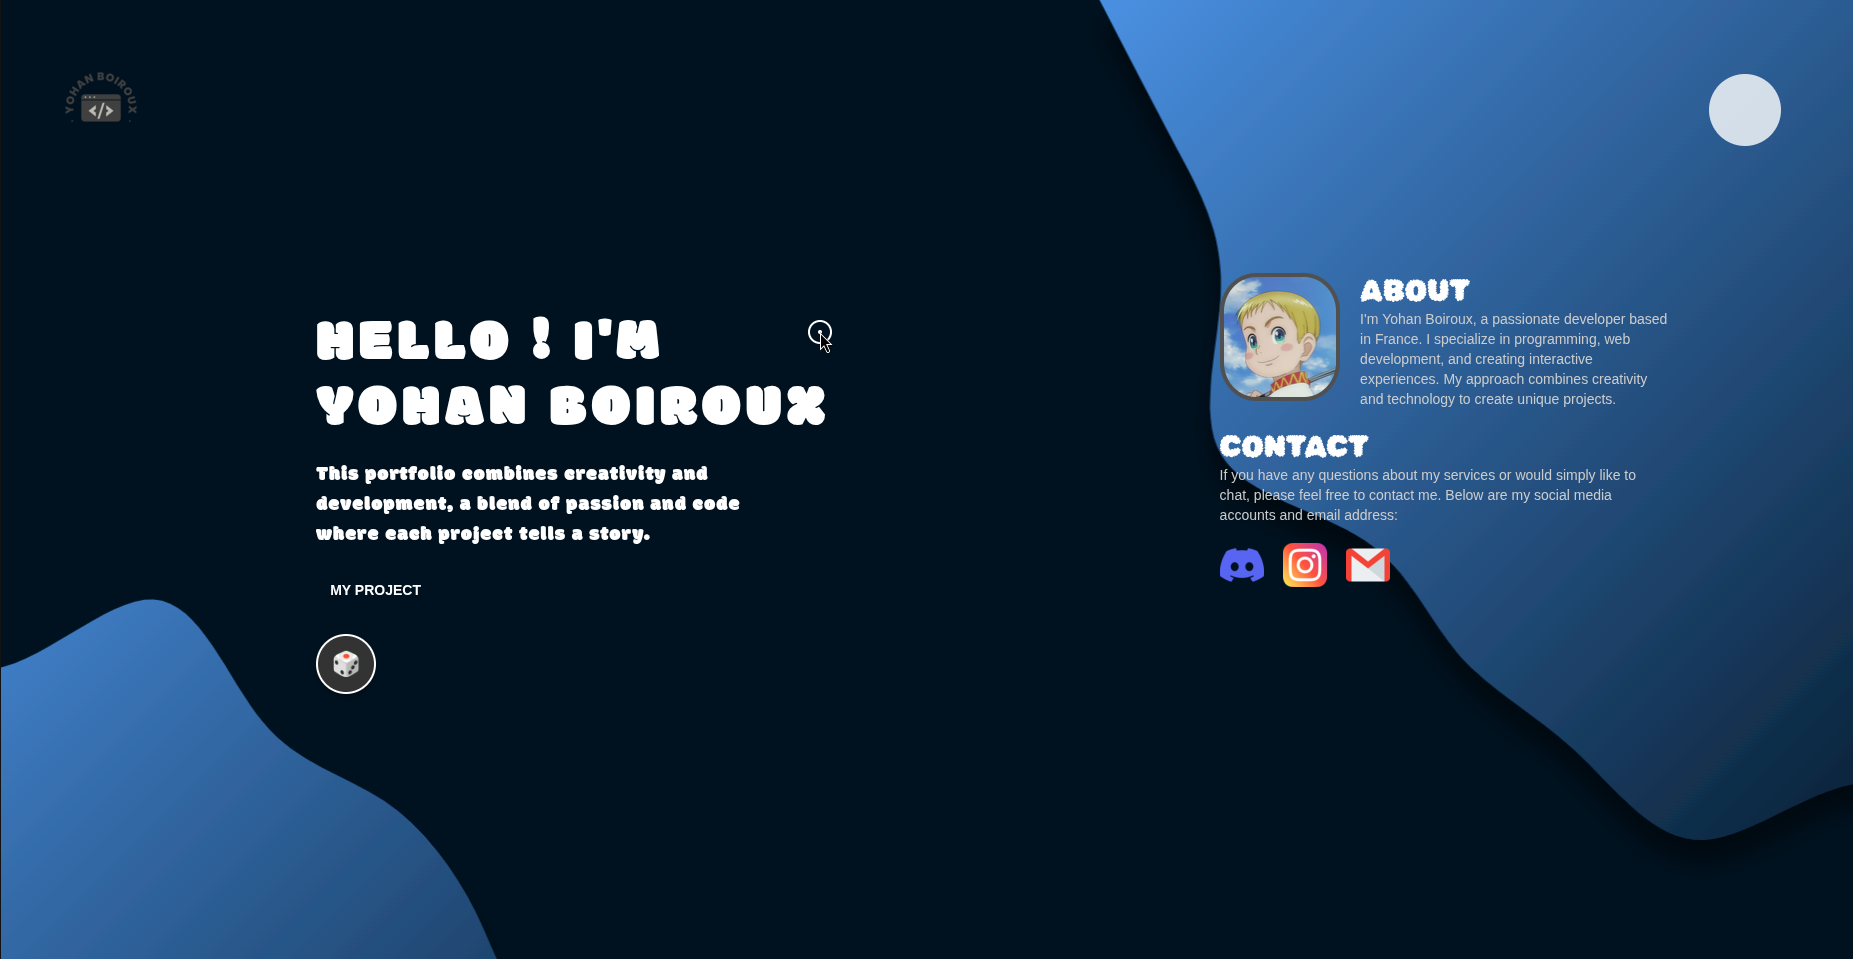 YOHAN BOIROUX
</>
HELLO ! I'M
YOHAN BOIROUX
This portfolio combines creativity and
development, a blend of passion and code
where each project tells a story.
MY PROJECT
ABOUT
I'm Yohan Boiroux, a passionate developer based
in France. I specialize in programming, web
development, and creating interactive
experiences. My approach combines creativity
and technology to create unique projects.
CONTACT
If you have any questions about my services or would simply like to
chat, please feel free to contact me. Below are my social media
accounts and email address: